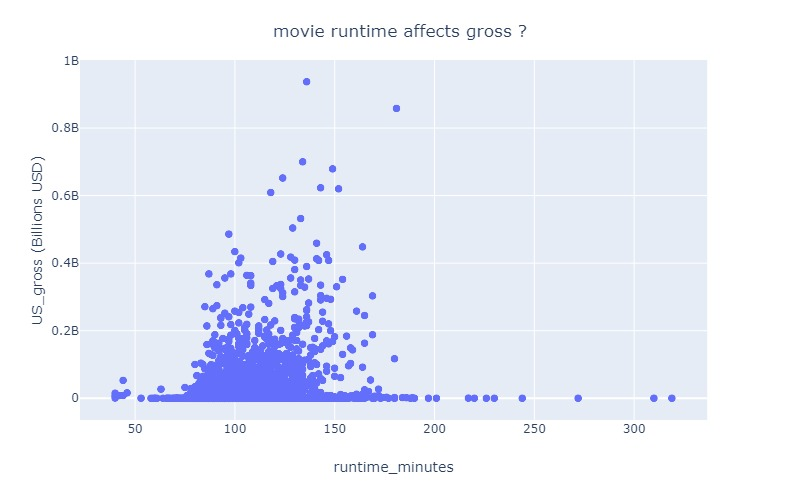 movie runtime affects gross ?
1B
0.8B
0.6B
0.4B
0.2B
0
US_gross (Billions USD)
50
100
150
200
250
300
runtime_minutes